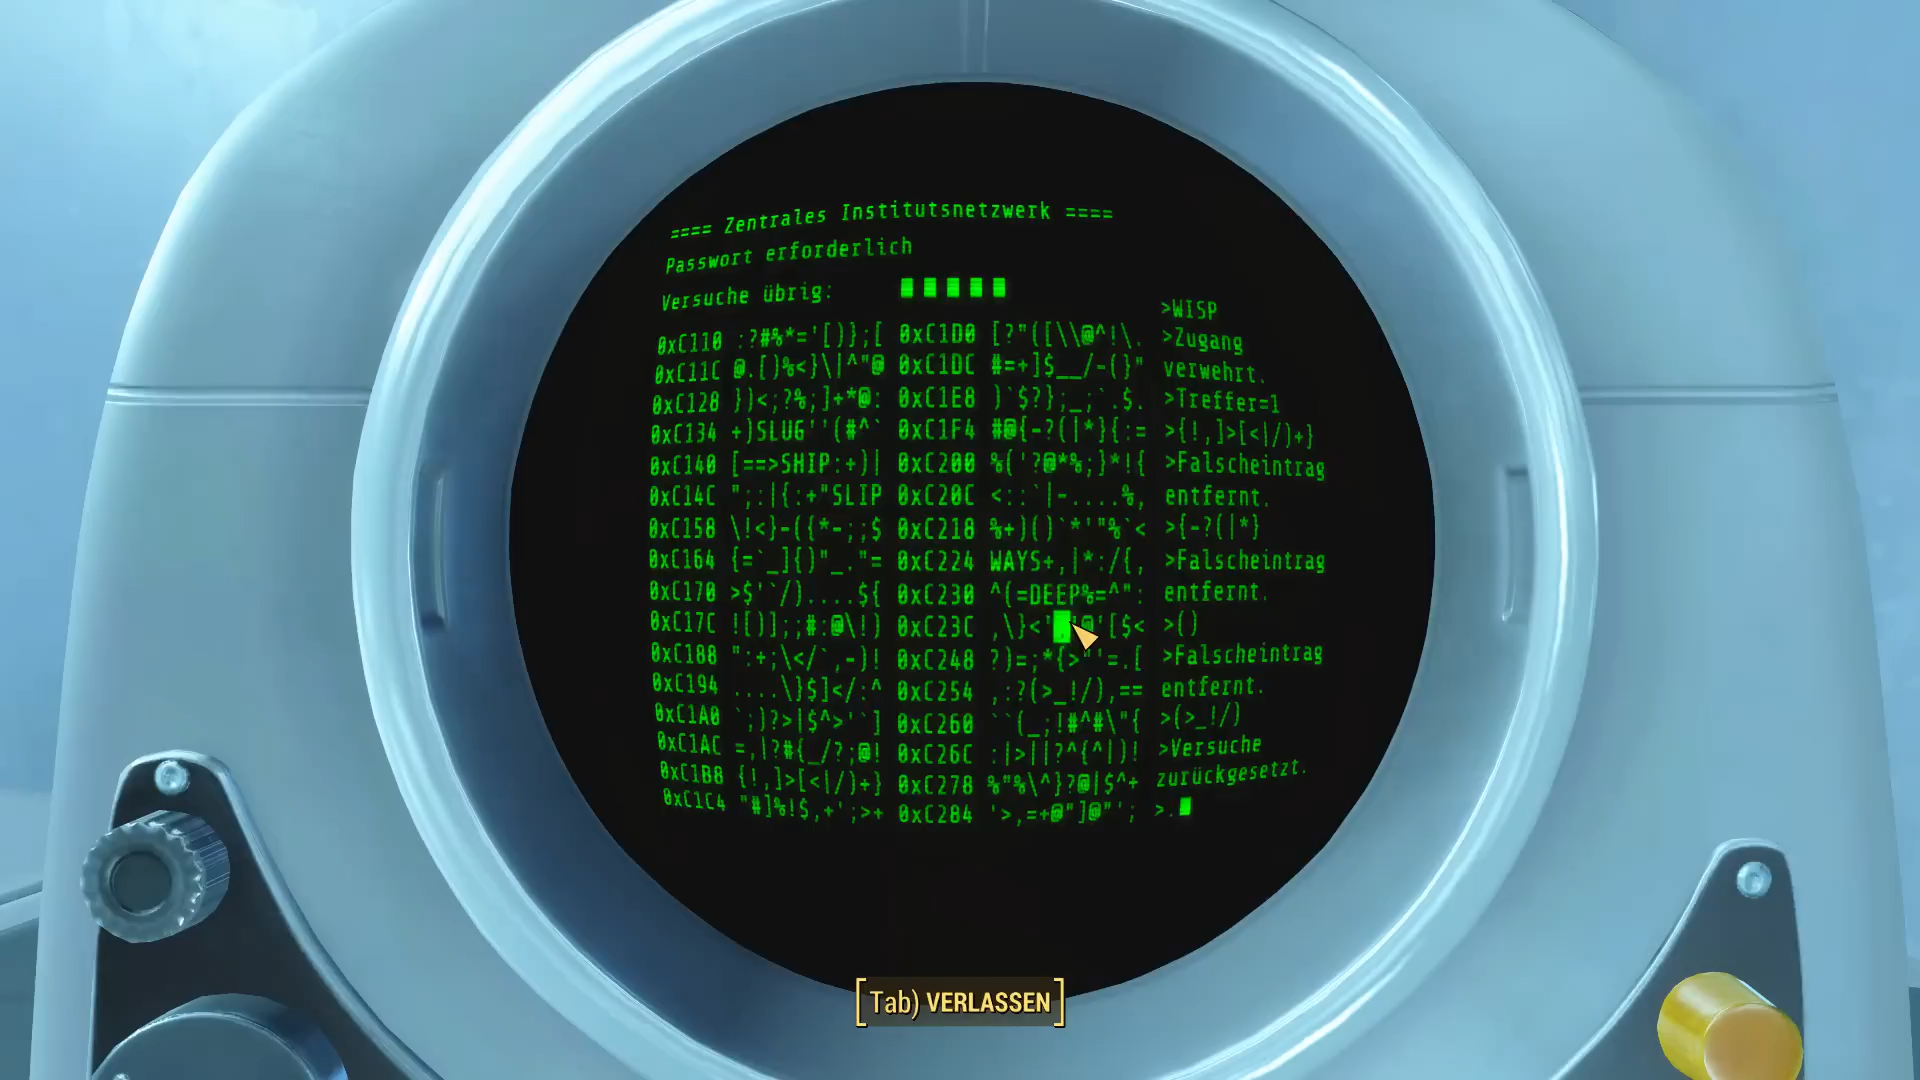 ==== Zentrales Institutsnetzwerk ====
Passwort erforderlich
Versuche übrig: █ █ █ █ █
0xC110 :?#%*='[)};[
0xC11C @.[)%<}\|^"@
0xC128 })<;?%;]+*@:
0xC134 +)SLUG''(#^`
0xC140 [==>SHIP:+)|
0xC14C ";:|{:+"SLIP
0xC158 \!<}-({*-;;$
0xC164 {=`_]{)"_."=
0xC170 >$'`/)....${
0xC17C ![)];;#:@\!)
0xC188 ":+;\</`,-)!
0xC194 ....\}$]</:^
0xC1A0 `;)?>|$^>'`]
0xC1AC =,|?#{_/?;@!
0xC1B8 {!,]>[<|/)+}
0xC1C4 "#]%!$,+';>+
0xC1D0 [?"([\\@^!\.
0xC1DC #=+]$__/-(}"
0xC1E8 )`$?};_;`.$.
0xC1F4 #@{-?(|*}{:=
0xC200 %('?@*%;}*!{
0xC20C <::`|-....%,
0xC218 %+)()`*'"%`<
0xC224 WAYS+,|*:/{,
0xC230 ^(=DEEP%=^":
0xC23C ,\}<'.!@'[$<
0xC248 ?)=;*{>"'=.[
0xC254 ,:?(>_!/),==
0xC260 ``(_;!#^#\"{
0xC26C :|>||?^{^|)!
0xC278 %"%\^}?@|$^+
0xC284 '>,=+@"]@"';
>WISP
>Zugang
verwehrt.
>Treffer=1
>{!,]>[<|/)+}
>Falscheintrag
entfernt.
>{-?(|*}
>Falscheintrag
entfernt.
>()
>Falscheintrag
entfernt.
>(>_!/)
>Versuche
zurückgesetzt.
>.█
[Tab) VERLASSEN]